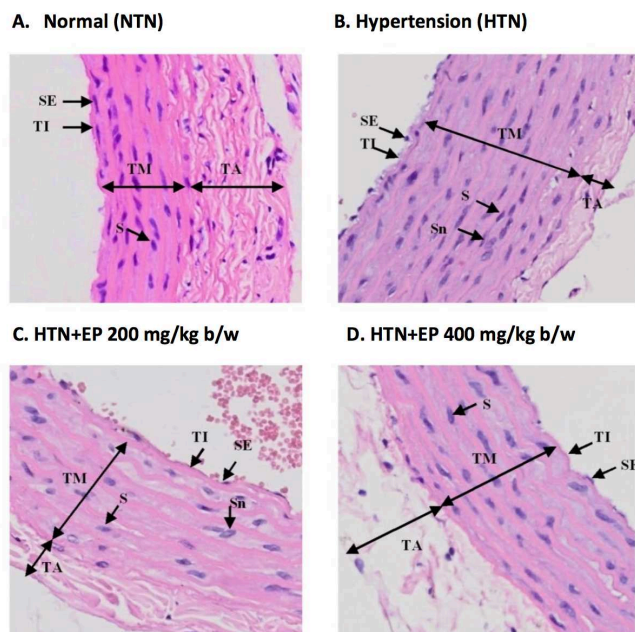 A. Normal (NTN)
B. Hypertension (HTN)
SE
TI
TM
TA
S
SE
TI
TM
S
Sn
TA
C. HTN+EP 200 mg/kg b/w
D. HTN+EP 400 mg/kg b/w
TI
SE
TM
S
Sn
TA
S
TI
TM
SE
TA